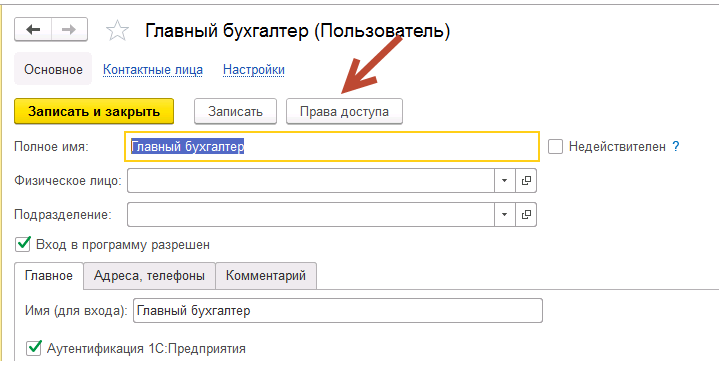 Главный бухгалтер (Пользователь)
Основное Контактные лица Настройки
Записать и закрыть Записать Права доступа
Полное имя: Главный бухгалтер Недействителен ?
Физическое лицо:
Подразделение:
Вход в программу разрешен
Главное Адреса, телефоны Комментарий
Имя (для входа): Главный бухгалтер
Аутентификация 1С:Предприятия